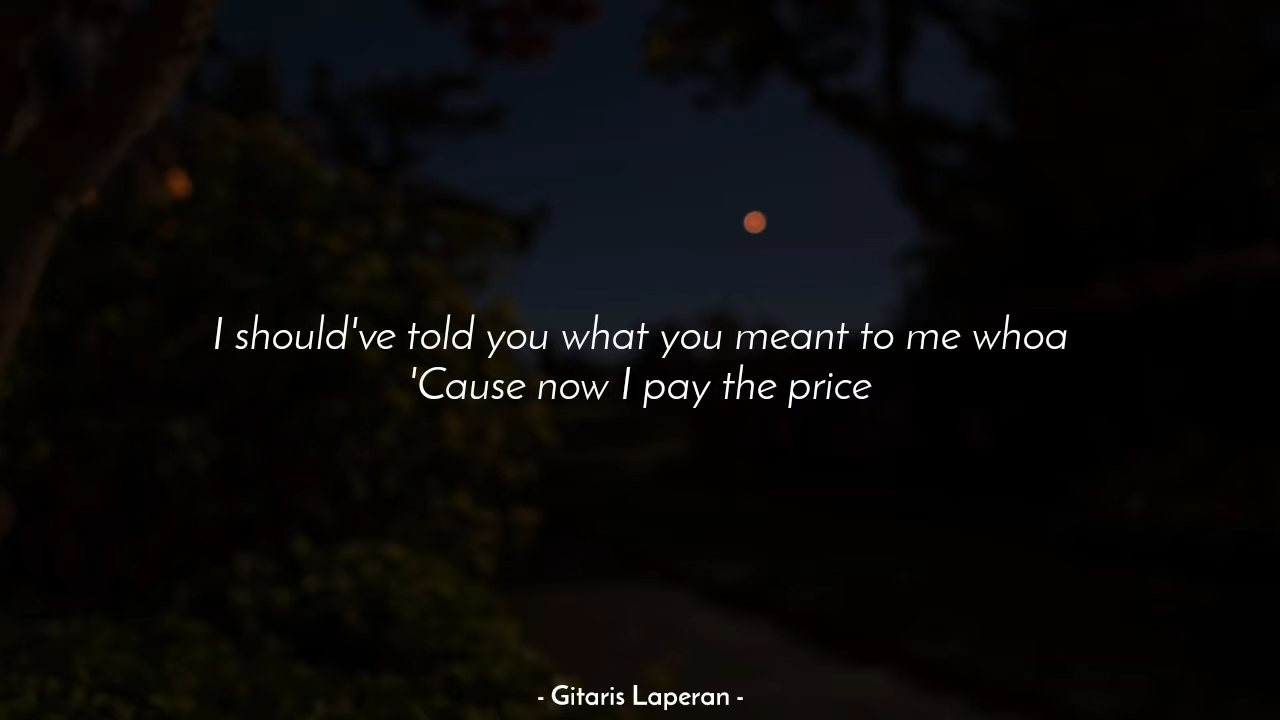 I should've told you what you meant to me whoa
'Cause now I pay the price
- Gitaris Laperan -